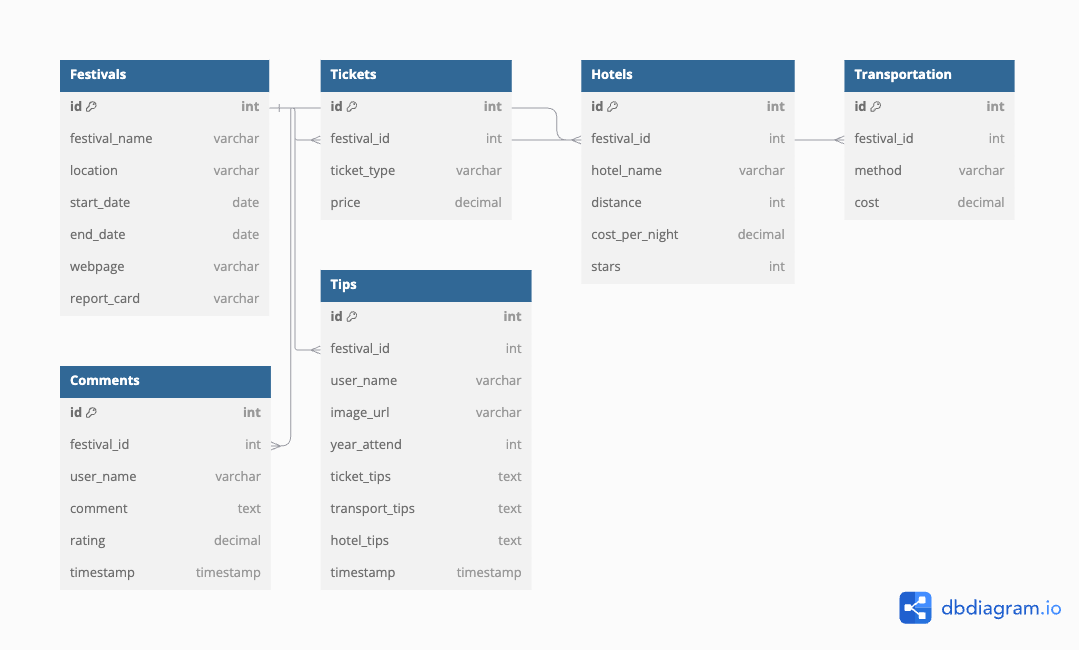 Festivals
id int
festival_name varchar
location varchar
start_date date
end_date date
webpage varchar
report_card varchar
Tickets
id int
festival_id int
ticket_type varchar
price decimal
Hotels
id int
festival_id int
hotel_name varchar
distance int
cost_per_night decimal
stars int
Transportation
id int
festival_id int
method varchar
cost decimal
Comments
id int
festival_id int
user_name varchar
comment text
rating decimal
timestamp timestamp
Tips
id int
festival_id int
user_name varchar
image_url varchar
year_attend int
ticket_tips text
transport_tips text
hotel_tips text
timestamp timestamp
dbdiagram.io